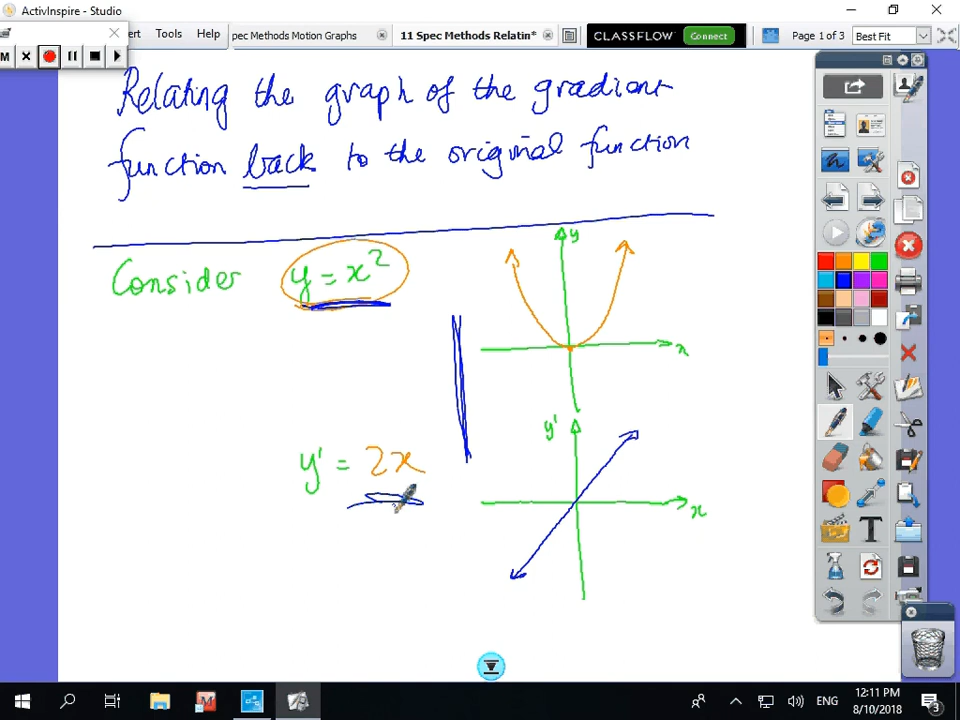 ActivInspire - Studio
ert Tools Help pec Methods Motion Graphs 11 Spec Methods Relatin* CLASSFLOW Connect Page 1 of 3 Best Fit
M
Relating the graph of the gradient
function back to the original function
y
Consider y = x²
x
y'
y' = 2x
x
T
M
ENG
12:11 PM
8/10/2018
3